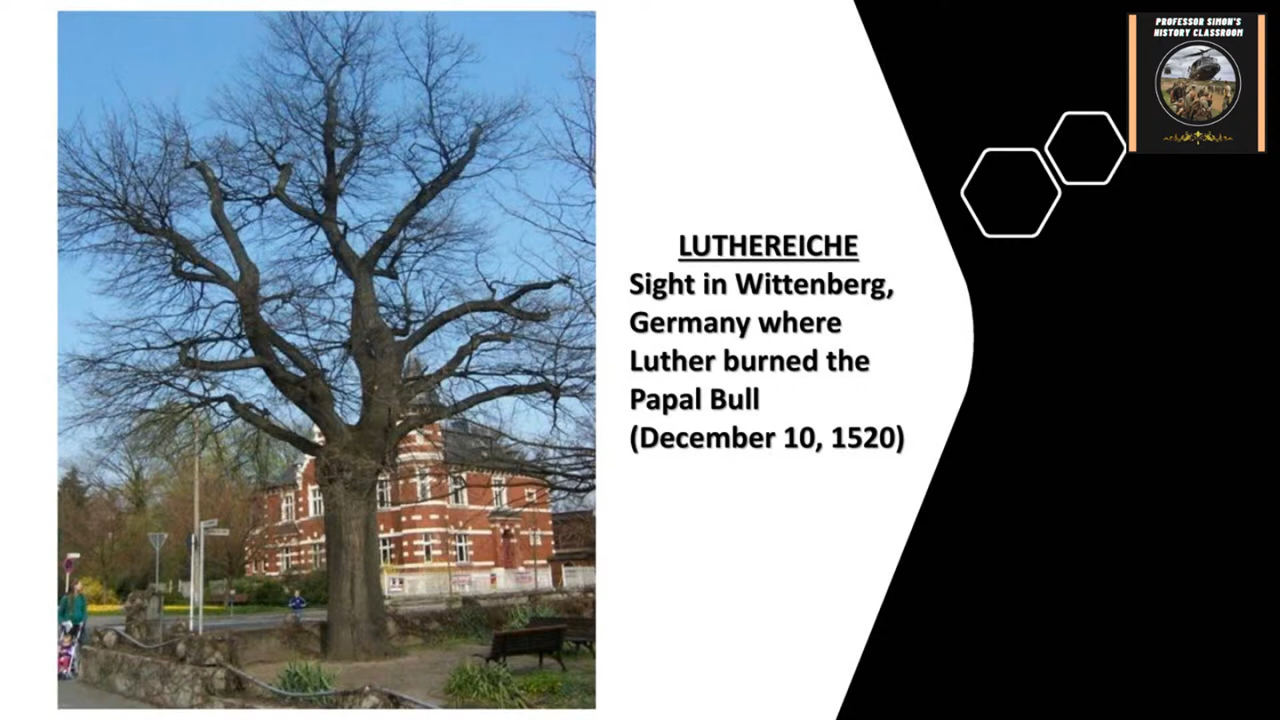 PROFESSOR SIMON'S
HISTORY CLASSROOM
LUTHEREICHE
Sight in Wittenberg,
Germany where
Luther burned the
Papal Bull
(December 10, 1520)